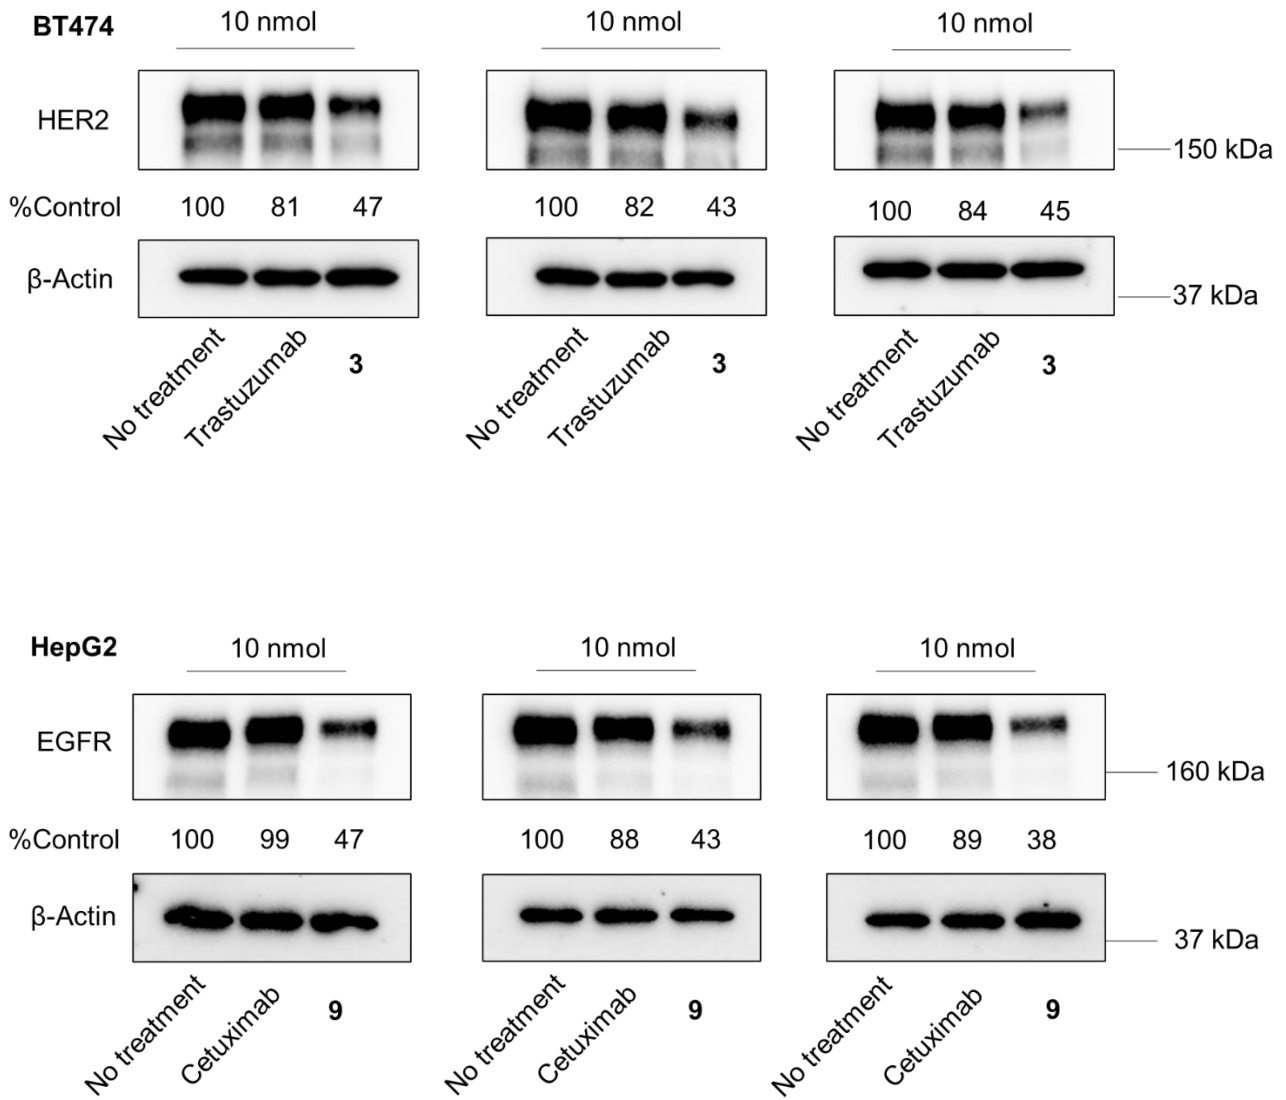 BT474
10 nmol 10 nmol 10 nmol
HER2
150 kDa
%Control 100 81 47 100 82 43 100 84 45
β-Actin
37 kDa
No treatment Trastuzumab 3 No treatment Trastuzumab 3 No treatment Trastuzumab 3
HepG2
10 nmol 10 nmol 10 nmol
EGFR
160 kDa
%Control 100 99 47 100 88 43 100 89 38
β-Actin
37 kDa
No treatment Cetuximab 9 No treatment Cetuximab 9 No treatment Cetuximab 9